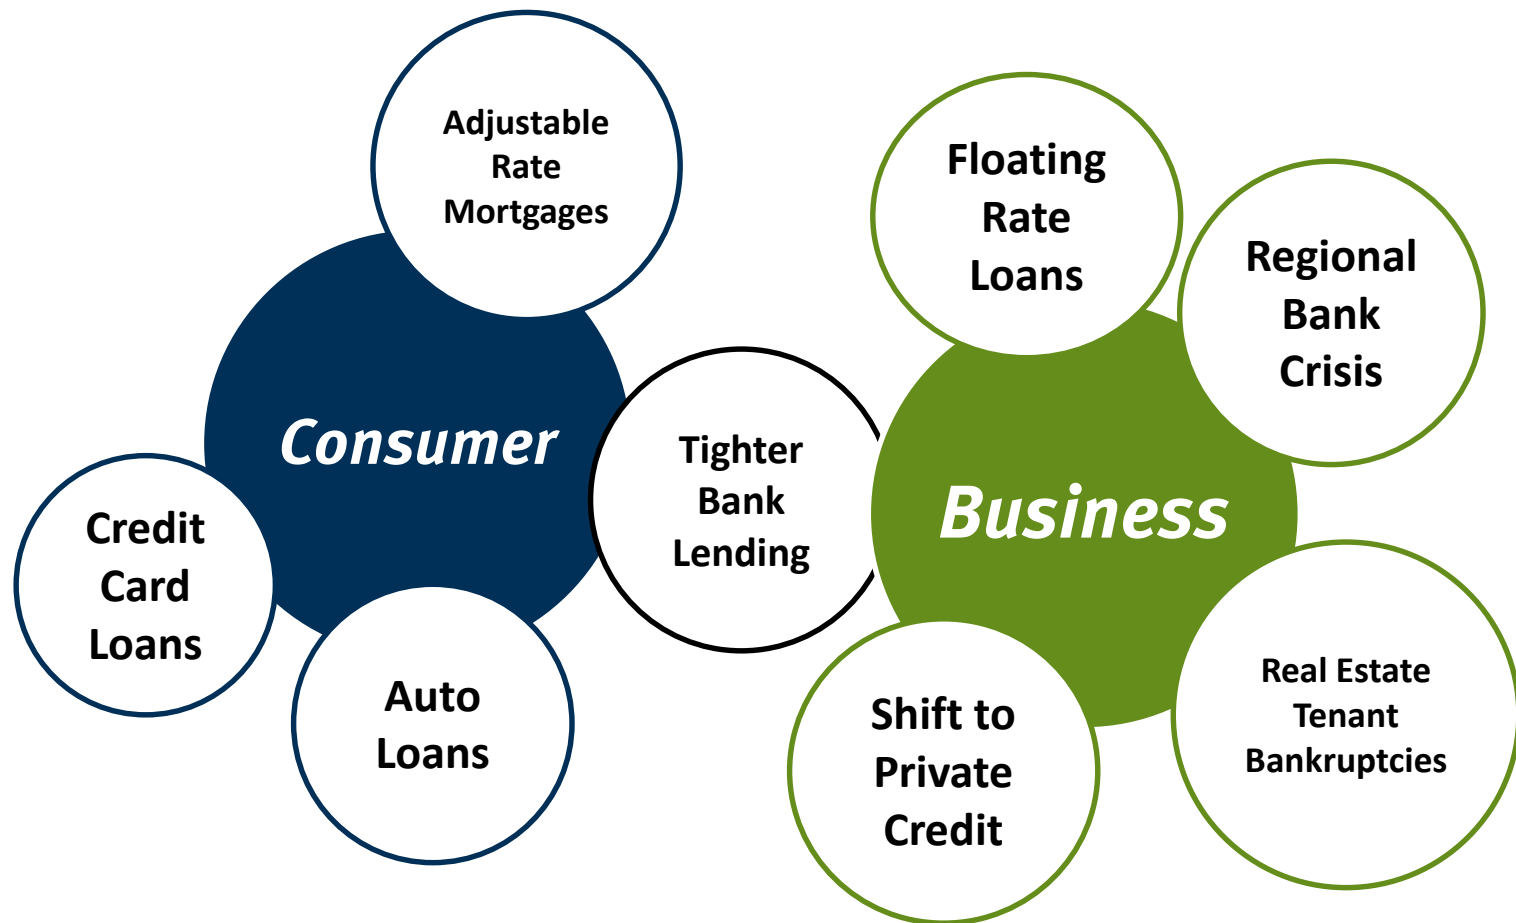 Adjustable
Rate
Mortgages
Consumer
Credit
Card
Loans
Auto
Loans
Tighter
Bank
Lending
Floating
Rate
Loans
Regional
Bank
Crisis
Business
Shift to
Private
Credit
Real Estate
Tenant
Bankruptcies